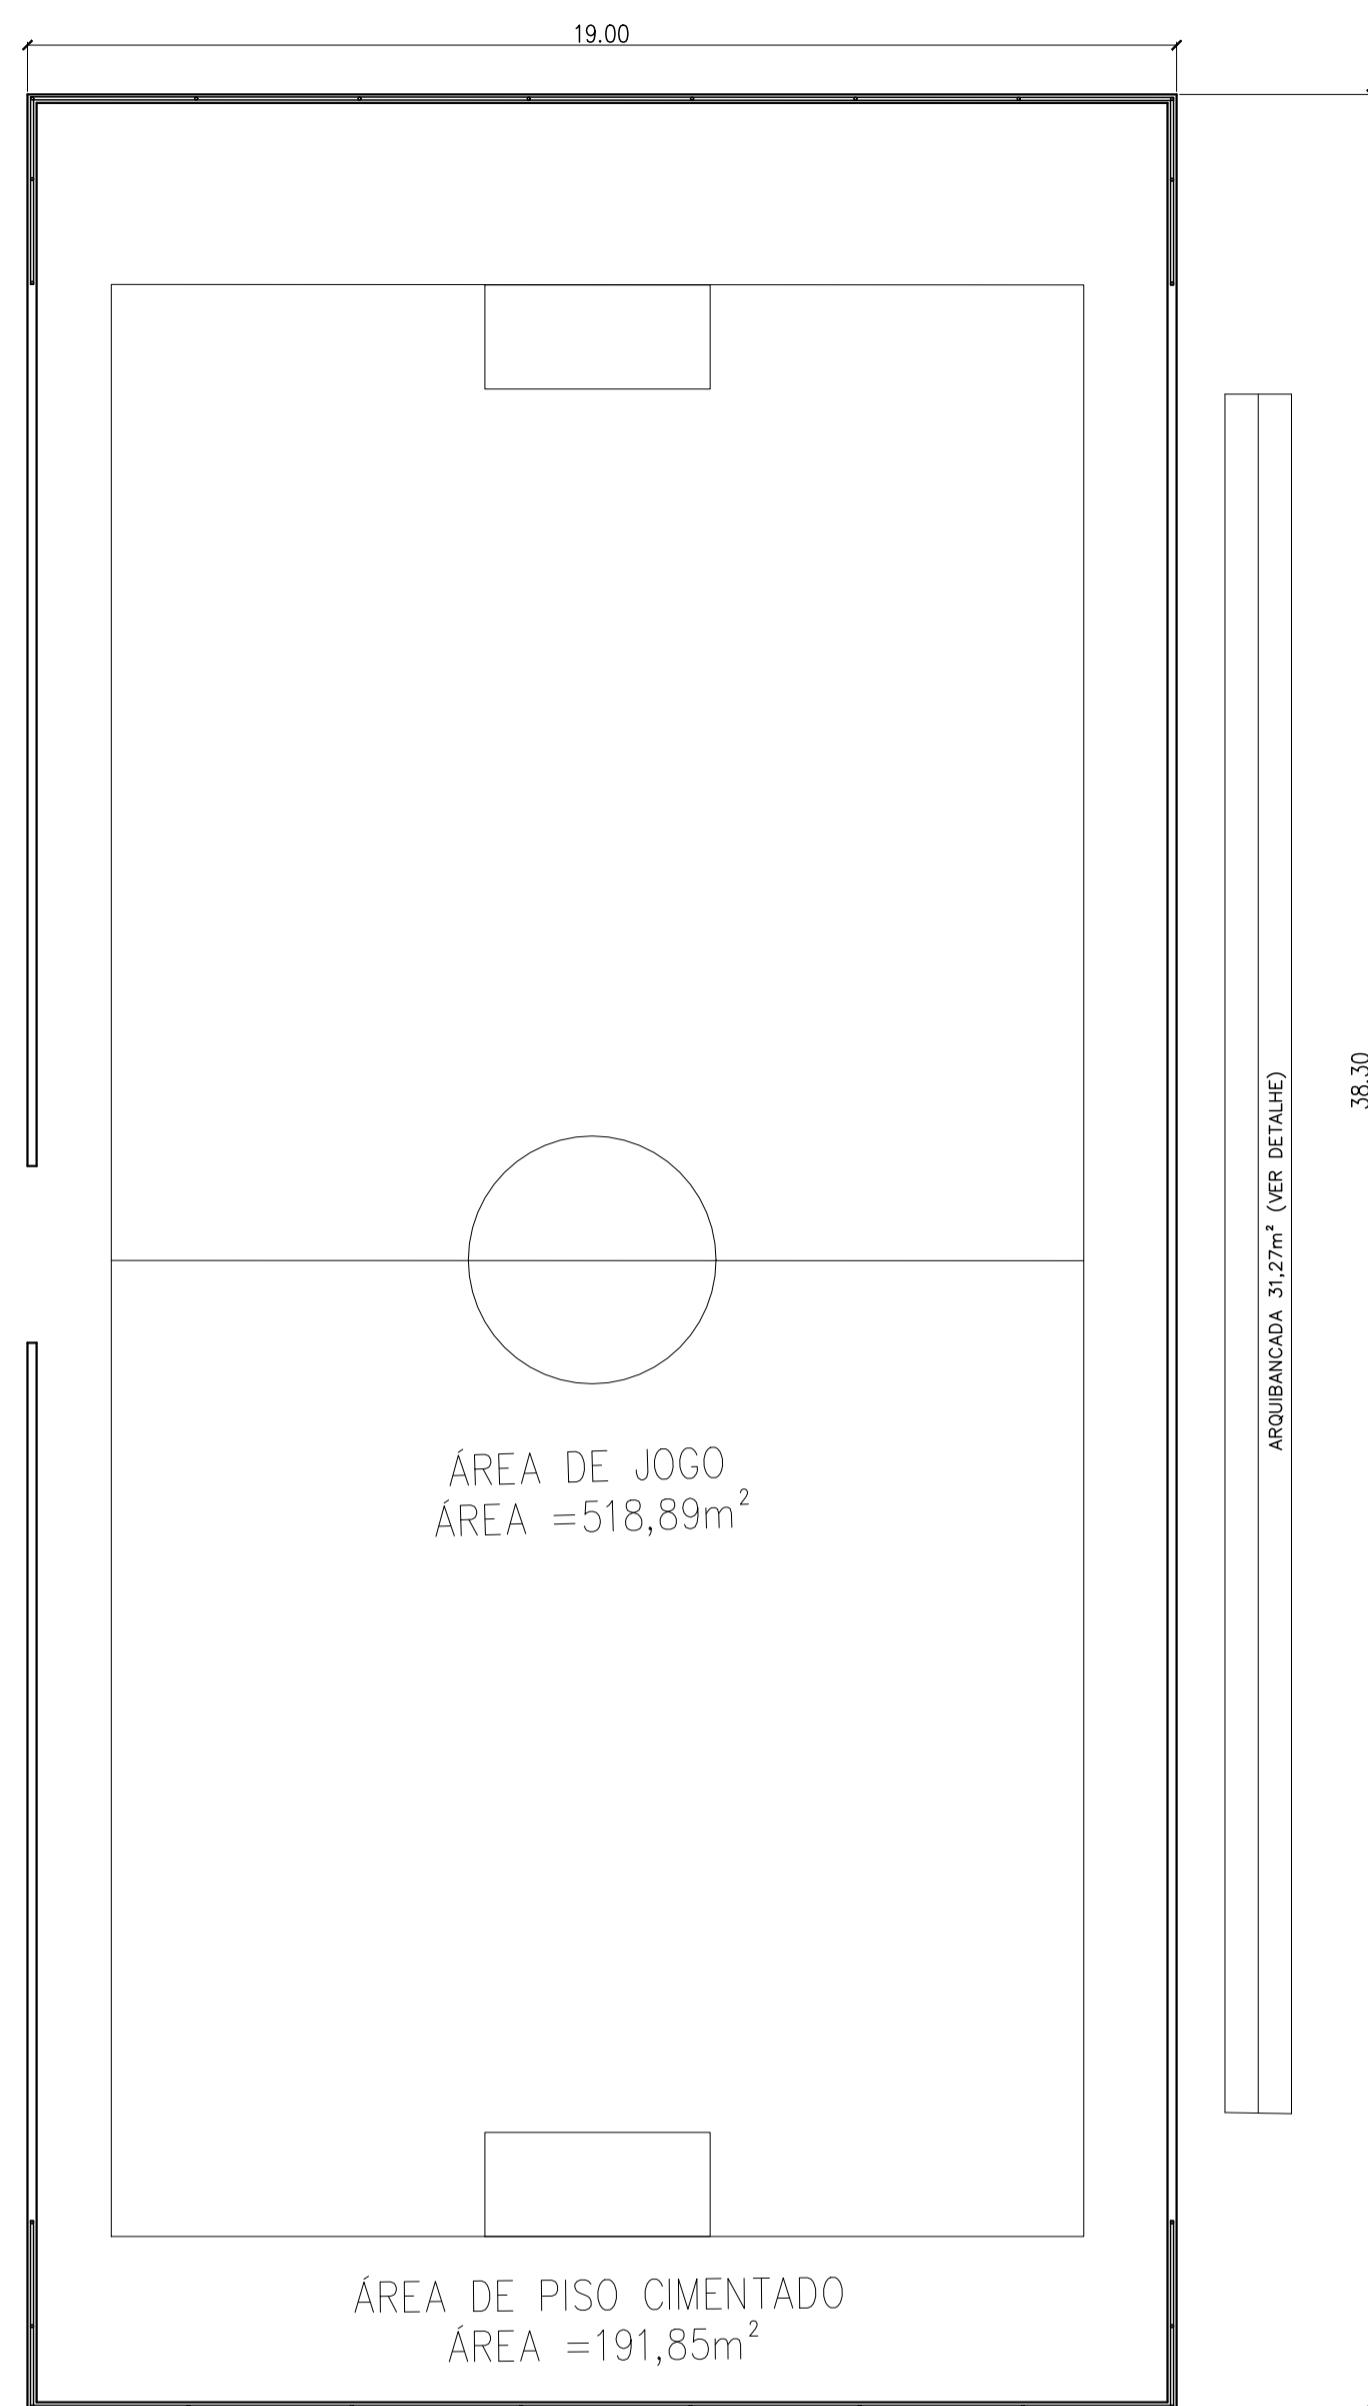 19.00
38.30
ARQUIBANCADA 31,27m² (VER DETALHE)
ÁREA DE JOGO
ÁREA =518,89m²
ÁREA DE PISO CIMENTADO
ÁREA =191,85m²